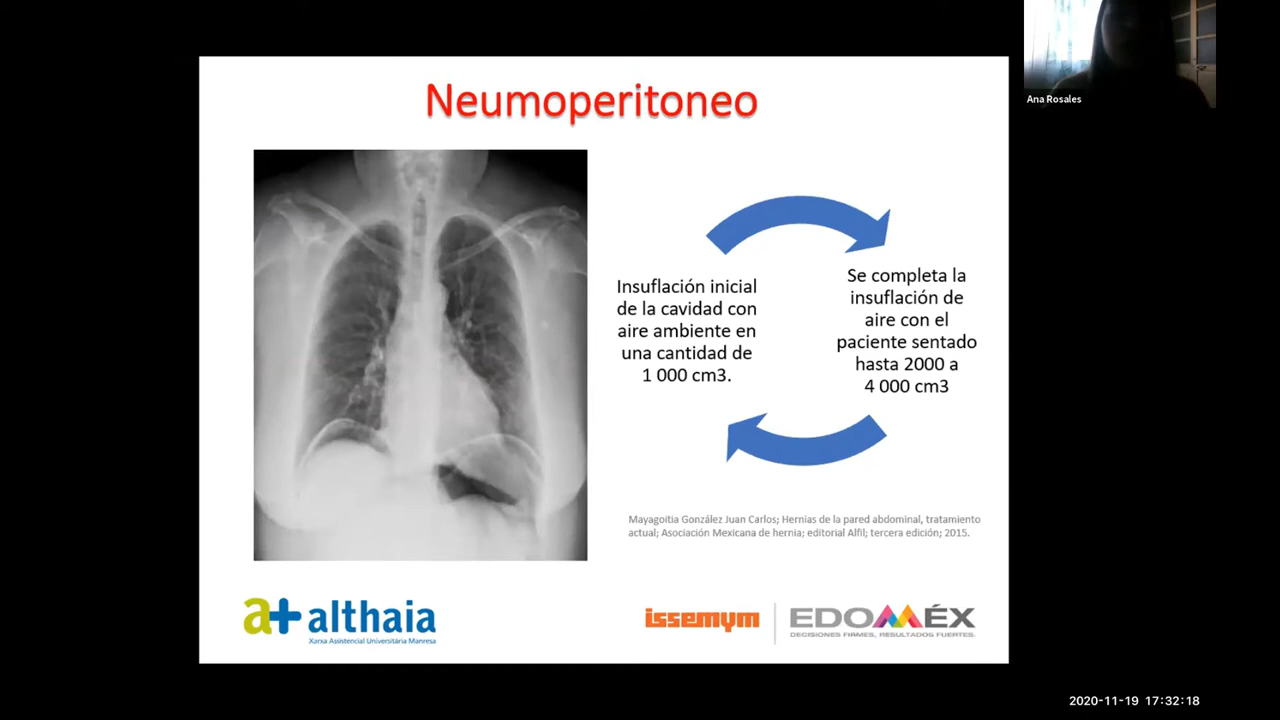 Neumoperitoneo
Ana Rosales
Insuflación inicial
de la cavidad con
aire ambiente en
una cantidad de
1 000 cm3.
Se completa la
insuflación de
aire con el
paciente sentado
hasta 2000 a
4 000 cm3
Mayagoitia González Juan Carlos; Hernias de la pared abdominal, tratamiento
actual; Asociación Mexicana de hernia; editorial Alfil; tercera edición; 2015.
a+ althaia
Xarxa Assistencial Universitària Manresa
issemym
EDOMÉX
DECISIONES FIRMES, RESULTADOS FUERTES.
2020-11-19 17:32:18